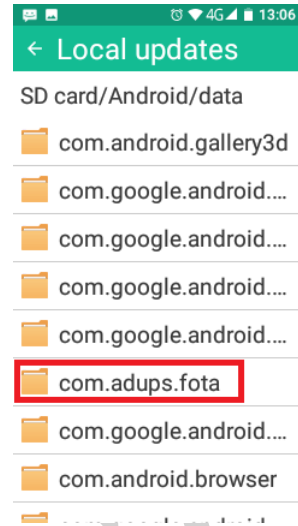 4G 13:06
← Local updates
SD card/Android/data
com.android.gallery3d
com.google.android....
com.google.android....
com.google.android....
com.google.android....
com.adups.fota
com.google.android....
com.android.browser